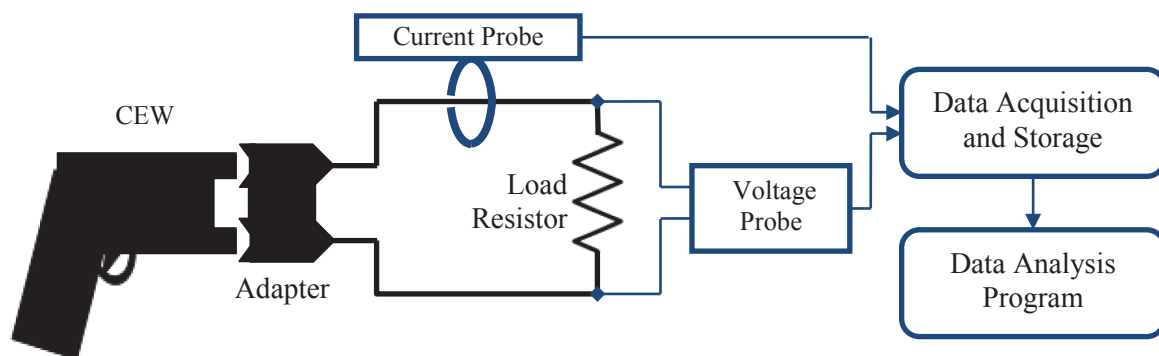 Current Probe
CEW
Data Acquisition
and Storage
Load
Resistor
Voltage
Probe
Adapter
Data Analysis
Program